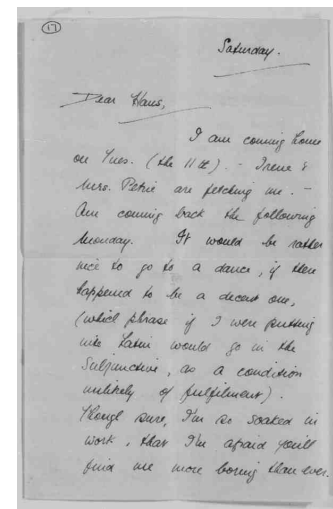 17
Saturday.
Dear Hans,
I am coming home
on Tues. (the 11th). - Irene &
Mrs. Petrie are fetching me. -
Am coming back the following
Monday. It would be rather
nice to go to a dance, if there
happened to be a decent one,
(which phrase if I were putting
into Latin would go in the
Subjunctive, as a condition
unlikely of fulfilment).
Though sure, I'm so soaked in
work, that I'm afraid you'll
find me more boring than ever.